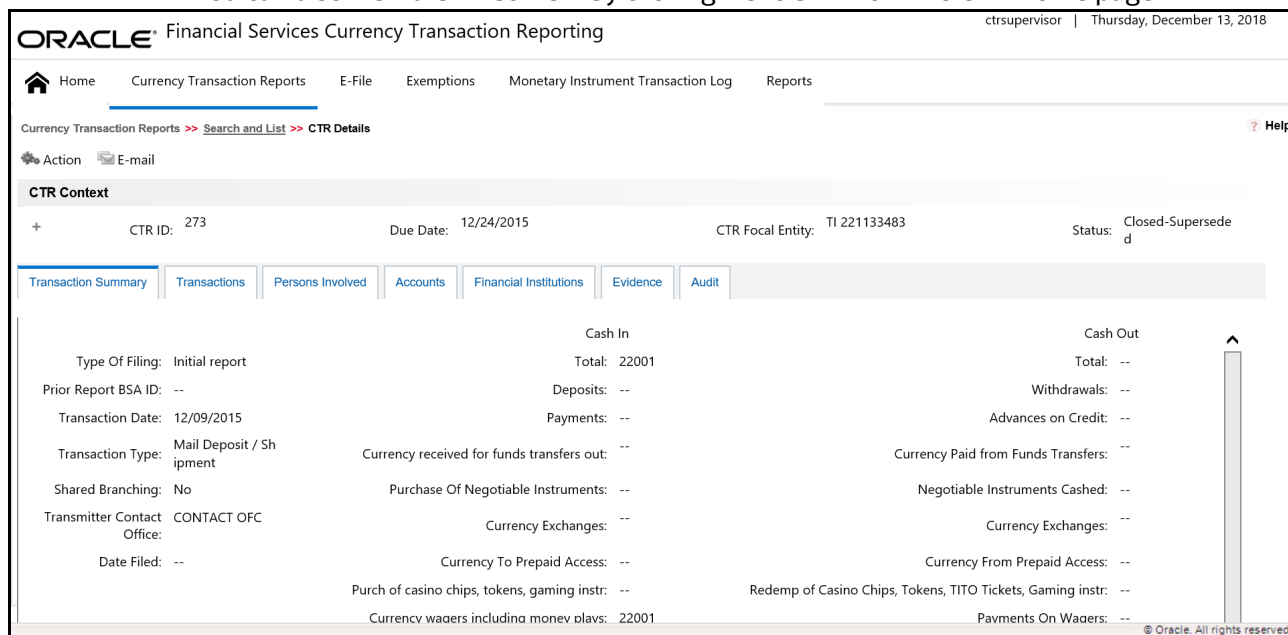 ORACLE® Financial Services Currency Transaction Reporting
ctrsupervisor | Thursday, December 13, 2018
Home Currency Transaction Reports E-File Exemptions Monetary Instrument Transaction Log Reports
Currency Transaction Reports >> Search and List >> CTR Details ? Help
Action E-mail
CTR Context
+ CTR ID: 273 Due Date: 12/24/2015 CTR Focal Entity: TI 221133483 Status: Closed-Supersede
d
Transaction Summary Transactions Persons Involved Accounts Financial Institutions Evidence Audit
Cash In Cash Out
Type Of Filing: Initial report Total: 22001 Total: --
Prior Report BSA ID: -- Deposits: -- Withdrawals: --
Transaction Date: 12/09/2015 Payments: -- Advances on Credit: --
Transaction Type: Mail Deposit / Sh
ipment Currency received for funds transfers out: -- Currency Paid from Funds Transfers: --
Shared Branching: No Purchase Of Negotiable Instruments: -- Negotiable Instruments Cashed: --
Transmitter Contact
Office: CONTACT OFC Currency Exchanges: -- Currency Exchanges: --
Date Filed: -- Currency To Prepaid Access: -- Currency From Prepaid Access: --
Purch of casino chips, tokens, gaming instr: -- Redemp of Casino Chips, Tokens, TITO Tickets, Gaming instr: --
Currency wagers including money plays: 22001 Payments On Wagers: --
© Oracle. All rights reserved